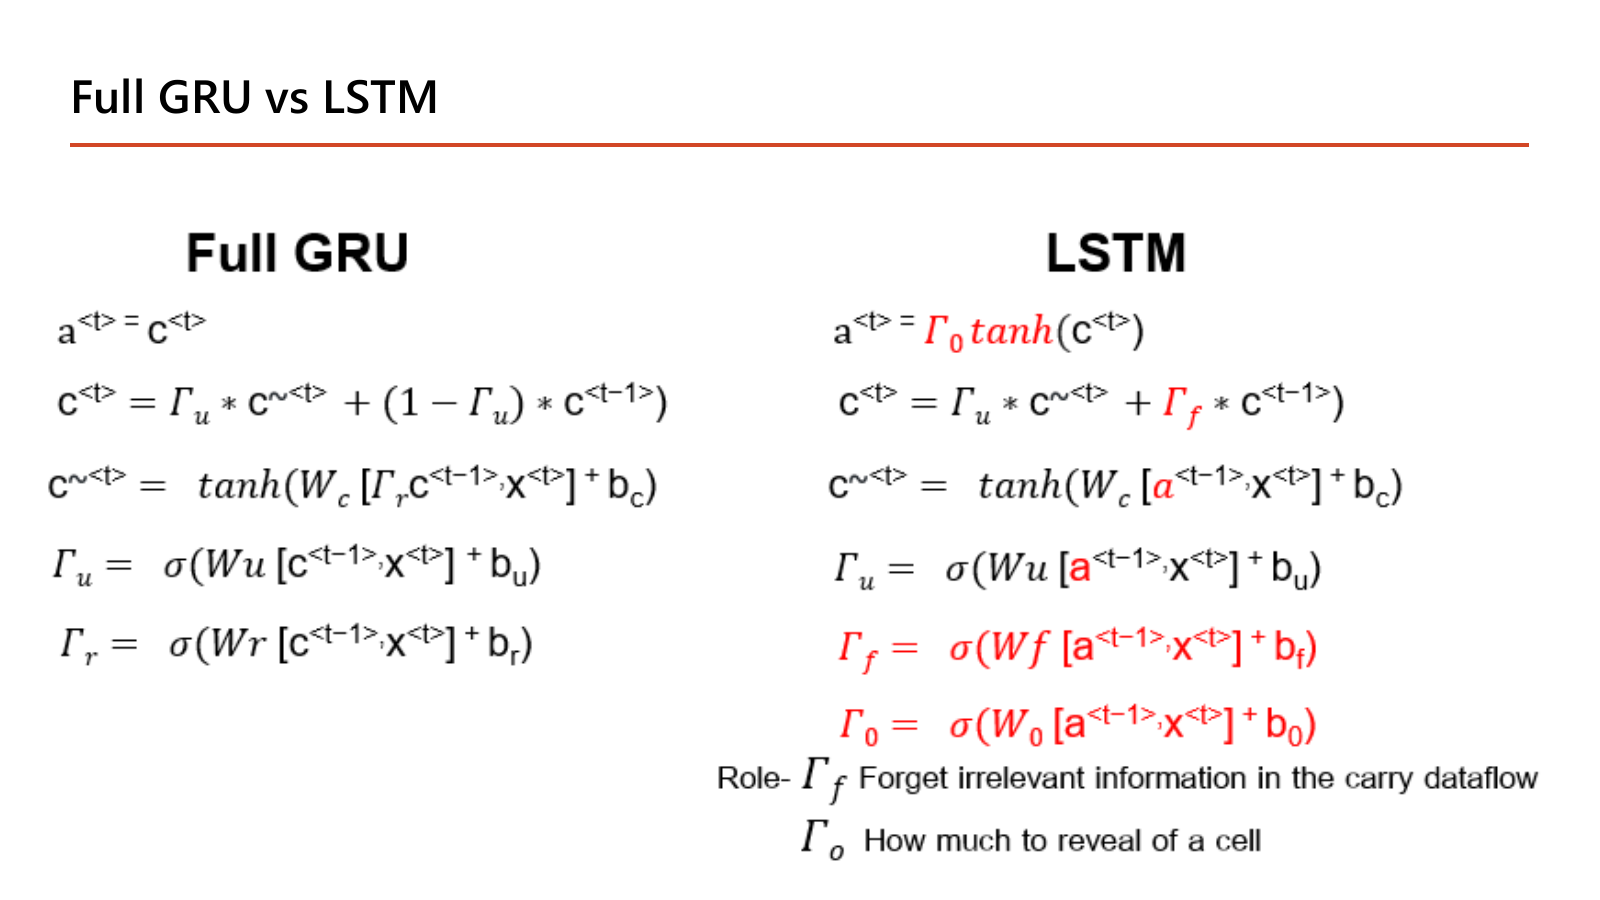 Full GRU vs LSTM
Full GRU
a<t> = c<t>
c<t> = Γu * c~<t> + (1 − Γu) * c<t−1>)
c~<t> = tanh(Wc [Γrc<t−1>,x<t>] + bc)
Γu = σ(Wu [c<t−1>,x<t>] + bu)
Γr = σ(Wr [c<t−1>,x<t>] + br)
LSTM
a<t> = Γ0 tanh(c<t>)
c<t> = Γu * c~<t> + Γf * c<t−1>)
c~<t> = tanh(Wc [a<t−1>,x<t>] + bc)
Γu = σ(Wu [a<t−1>,x<t>] + bu)
Γf = σ(Wf [a<t−1>,x<t>] + bf)
Γ0 = σ(W0 [a<t−1>,x<t>] + b0)
Role- Γf Forget irrelevant information in the carry dataflow
Γo How much to reveal of a cell